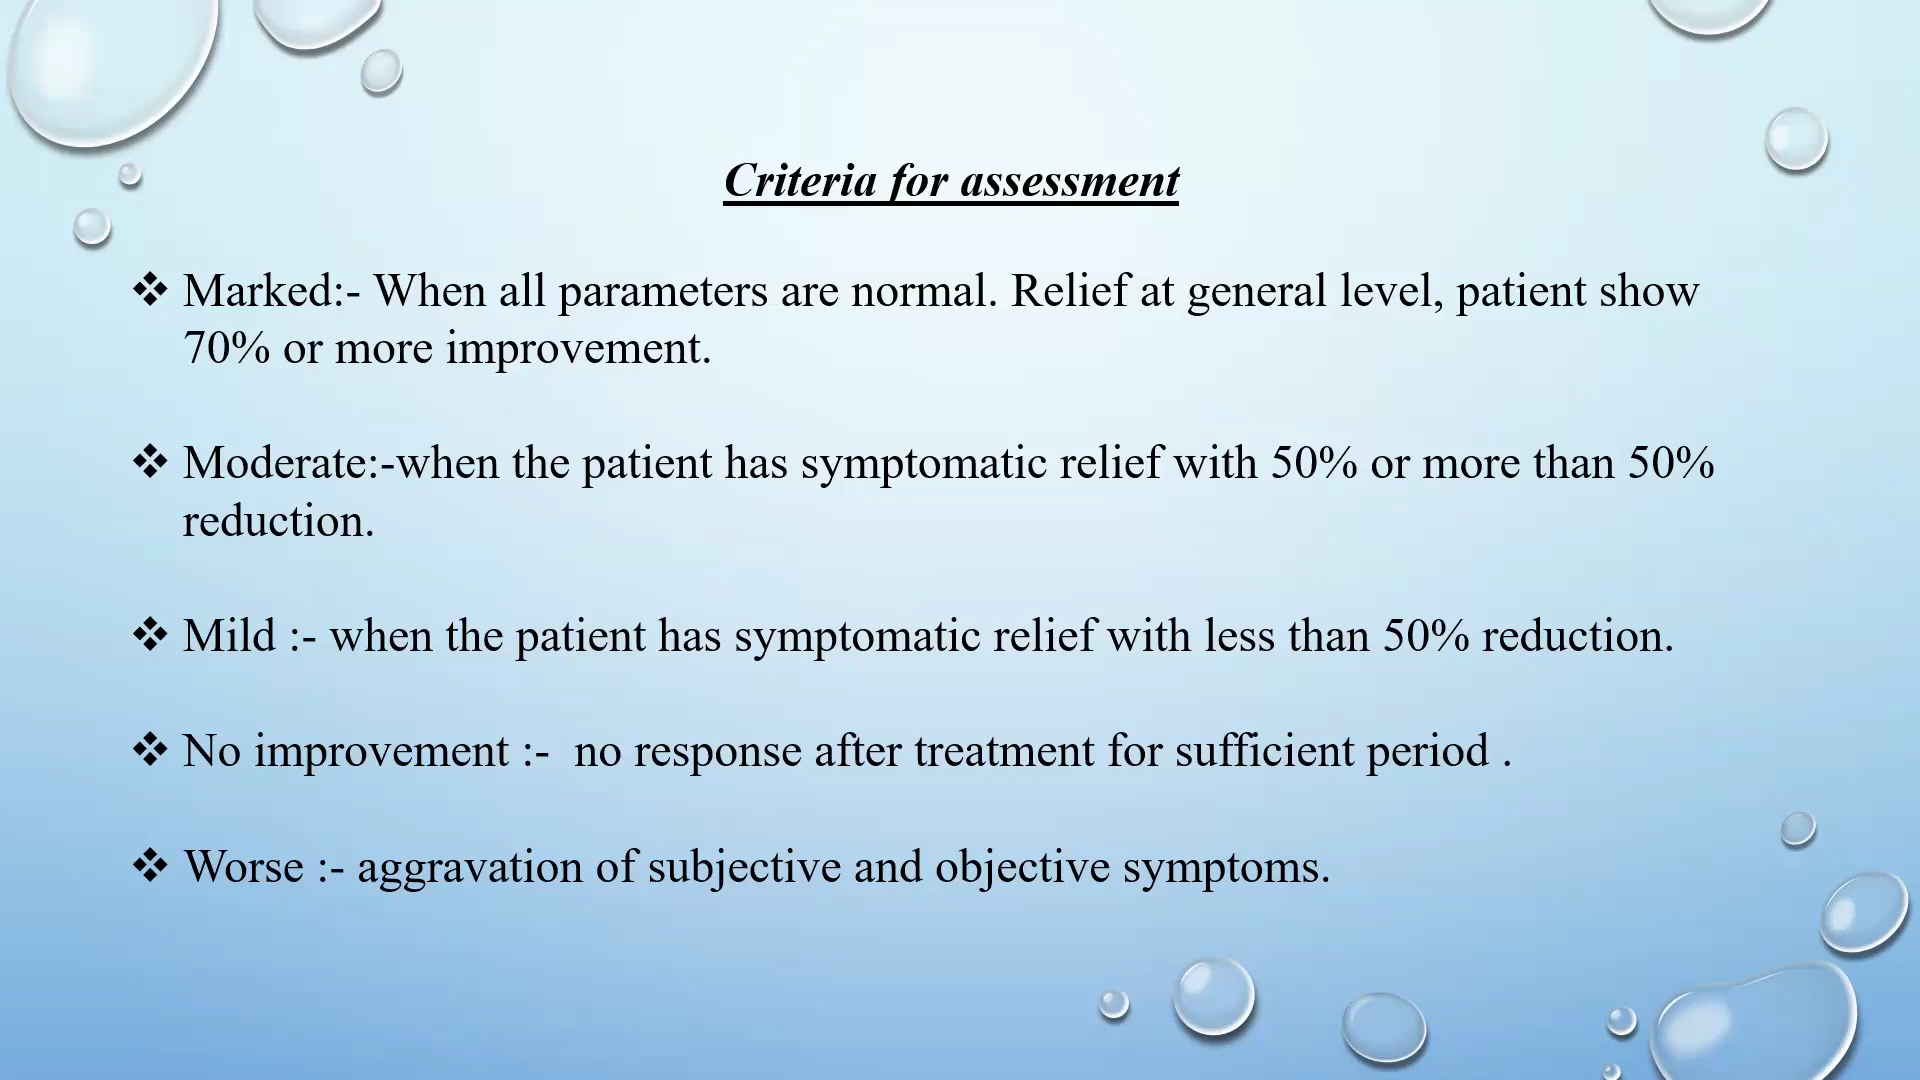 Criteria for assessment
❖ Marked:- When all parameters are normal. Relief at general level, patient show
70% or more improvement.
❖ Moderate:-when the patient has symptomatic relief with 50% or more than 50%
reduction.
❖ Mild :- when the patient has symptomatic relief with less than 50% reduction.
❖ No improvement :-  no response after treatment for sufficient period .
❖ Worse :- aggravation of subjective and objective symptoms.